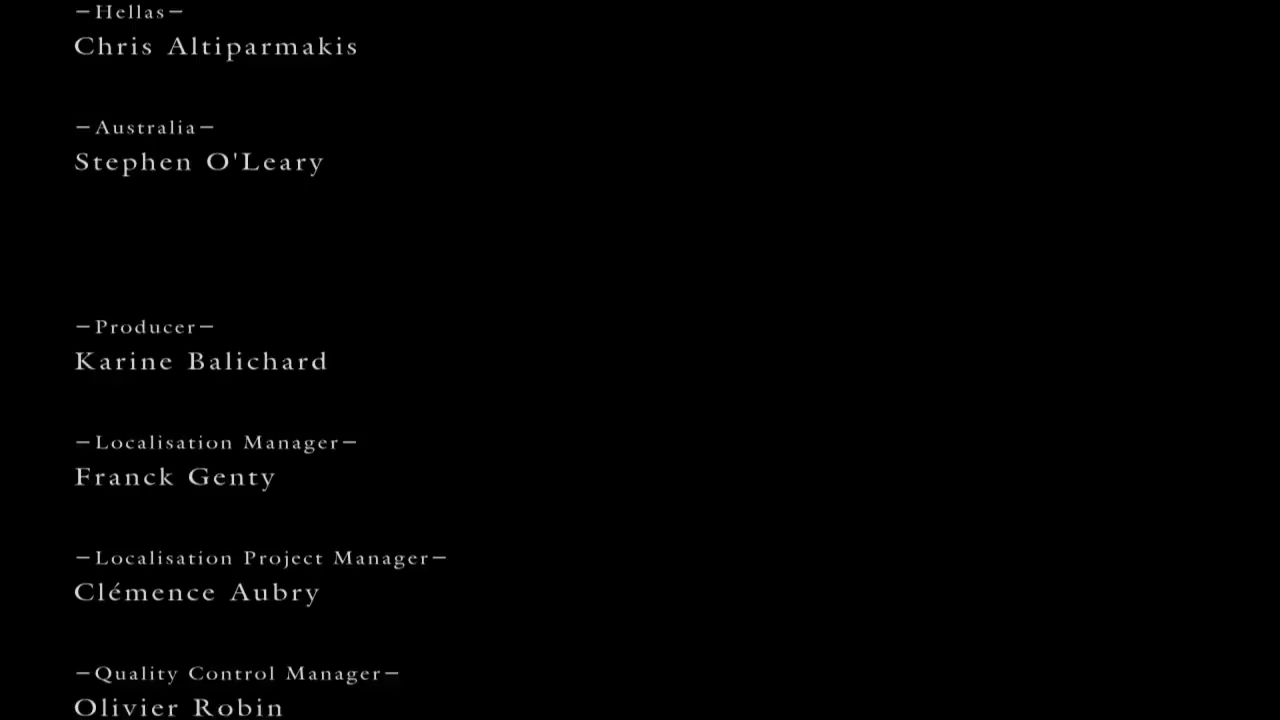 —Hellas—
Chris Altiparmakis
—Australia—
Stephen O'Leary
—Producer—
Karine Balichard
—Localisation Manager—
Franck Genty
—Localisation Project Manager—
Clémence Aubry
—Quality Control Manager—
Olivier Robin